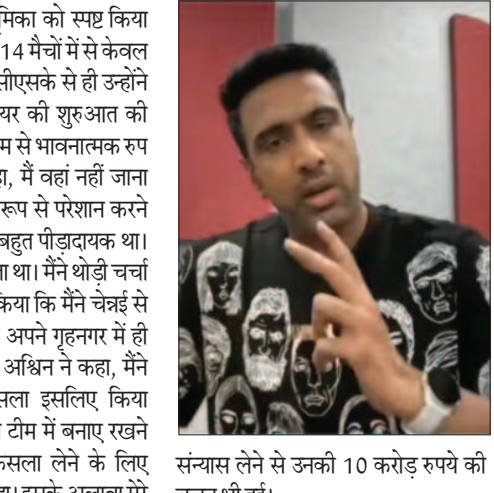 मिका को स्पष्ट किया
14 मैचों में से केवल
सीएसके से ही उन्होंने
यर की शुरुआत की
म से भावनात्मक रुप
मैं वहां नहीं जाना
रूप से परेशान करने
बहुत पीड़ादायक था।
ा था। मैंने थोड़ी चर्चा
किया कि मैंने चेन्नई से
अपने गृहनगर में ही
अश्विन ने कहा, मैंने
सला इसलिए किया
टीम में बनाए रखने
सला लेने के लिए
संन्यास लेने से उनकी 10 करोड़ रुपये की